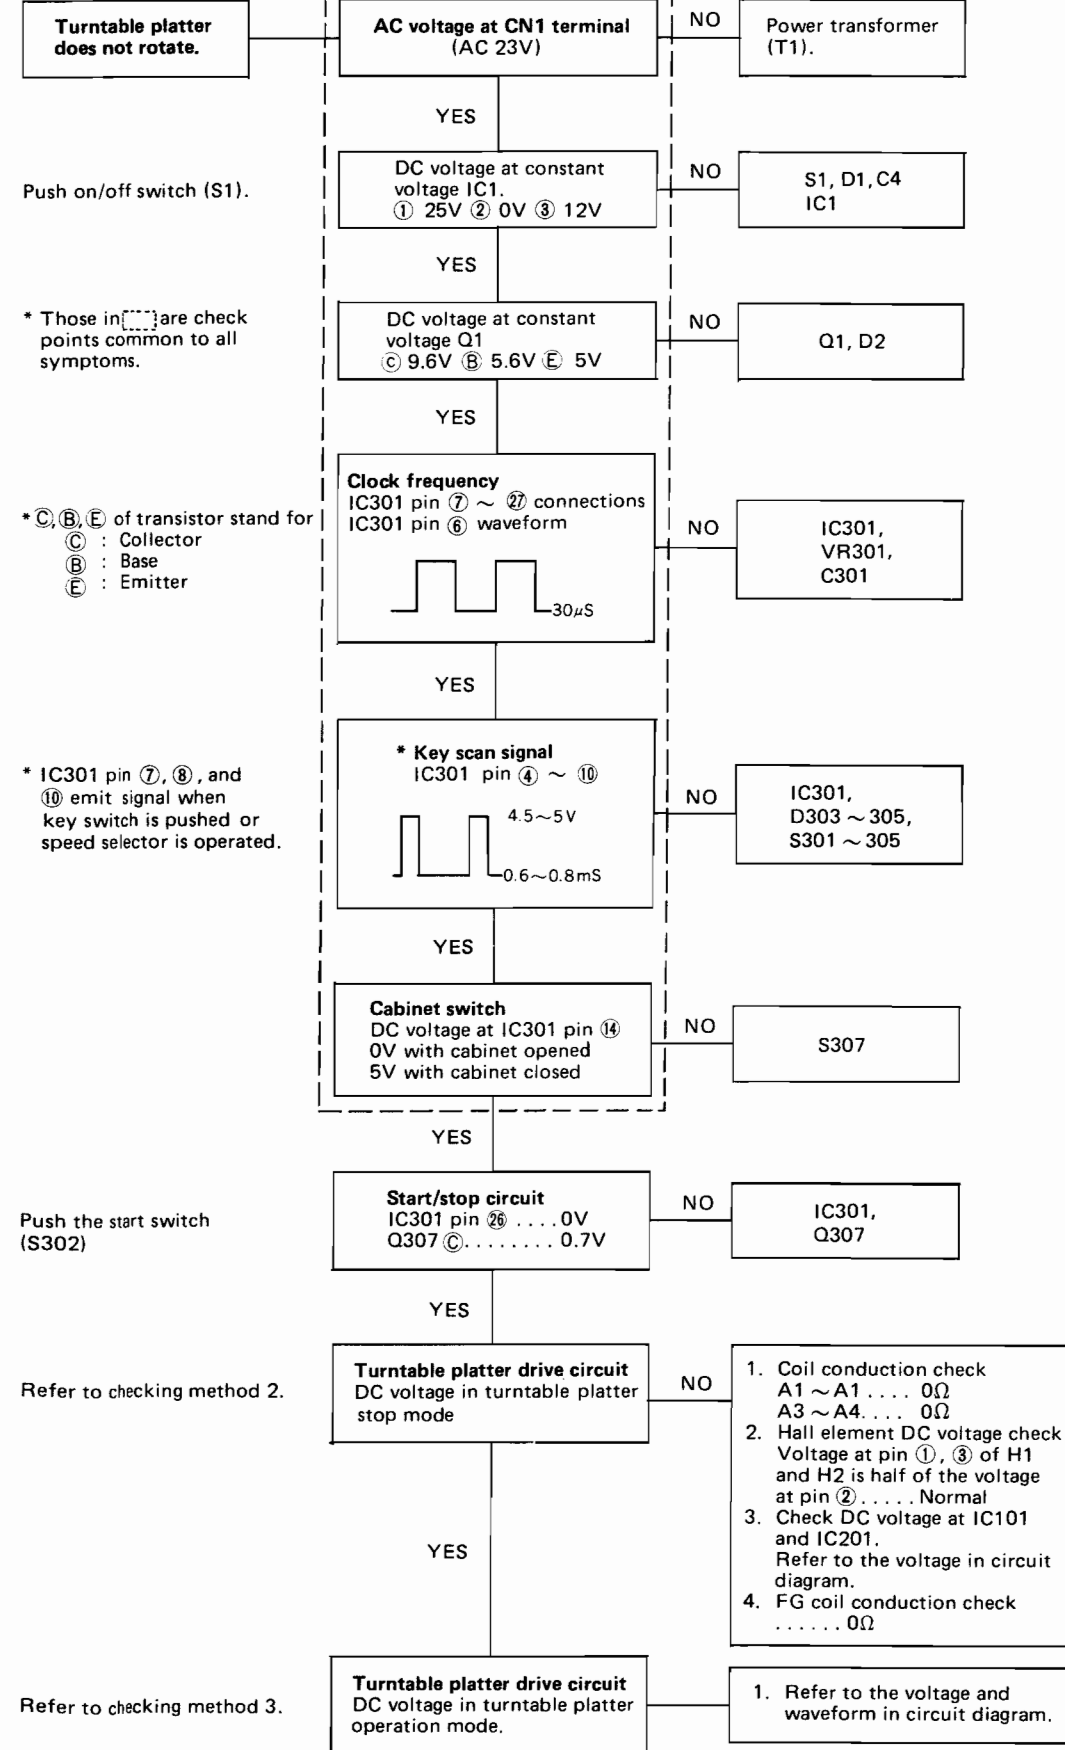 Turntable platter
does not rotate.
AC voltage at CN1 terminal
(AC 23V)
NO
Power transformer
(T1).
YES
Push on/off switch (S1).
DC voltage at constant
voltage IC1.
① 25V ② 0V ③ 12V
NO
S1, D1, C4
IC1
YES
* Those in [---] are check
points common to all
symptoms.
DC voltage at constant
voltage Q1
Ⓒ 9.6V Ⓑ 5.6V Ⓔ 5V
NO
Q1, D2
YES
* Ⓒ, Ⓑ, Ⓔ of transistor stand for
Ⓒ : Collector
Ⓑ : Base
Ⓔ : Emitter
Clock frequency
IC301 pin ⑦ ~ ㉗ connections
IC301 pin ⑥ waveform
30μS
NO
IC301,
VR301,
C301
YES
* IC301 pin ⑦, ⑧, and
⑩ emit signal when
key switch is pushed or
speed selector is operated.
* Key scan signal
IC301 pin ④ ~ ⑩
4.5~5V
0.6~0.8mS
NO
IC301,
D303 ~ 305,
S301 ~ 305
YES
Cabinet switch
DC voltage at IC301 pin ⑭
0V with cabinet opened
5V with cabinet closed
NO
S307
YES
Push the start switch
(S302)
Start/stop circuit
IC301 pin ㉖ .... 0V
Q307 Ⓒ........ 0.7V
NO
IC301,
Q307
YES
Refer to checking method 2.
Turntable platter drive circuit
DC voltage in turntable platter
stop mode
NO
1. Coil conduction check
A1 ~ A1 .... 0Ω
A3 ~ A4.... 0Ω
2. Hall element DC voltage check
Voltage at pin ①, ③ of H1
and H2 is half of the voltage
at pin ② ..... Normal
3. Check DC voltage at IC101
and IC201.
Refer to the voltage in circuit
diagram.
4. FG coil conduction check
...... 0Ω
YES
Refer to checking method 3.
Turntable platter drive circuit
DC voltage in turntable platter
operation mode.
1. Refer to the voltage and
waveform in circuit diagram.